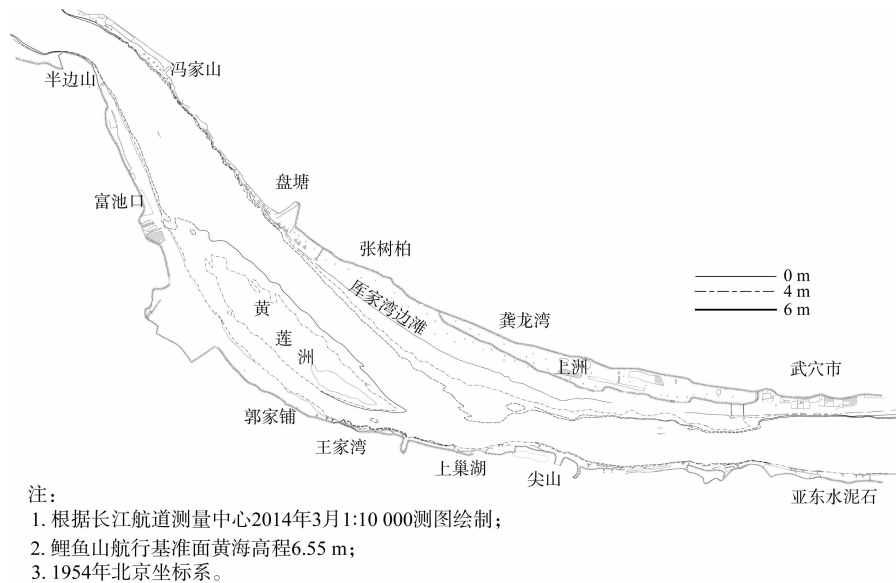 冯家山
半边山
盘塘
富池口
张树柏
厍家湾边滩
黄莲洲
龚龙湾
上洲
武穴市
郭家铺
王家湾
上巢湖
尖山
亚东水泥石
0 m
4 m
6 m
注：
1. 根据长江航道测量中心2014年3月1:10 000测图绘制；
2. 鲤鱼山航行基准面黄海高程6.55 m；
3. 1954年北京坐标系。